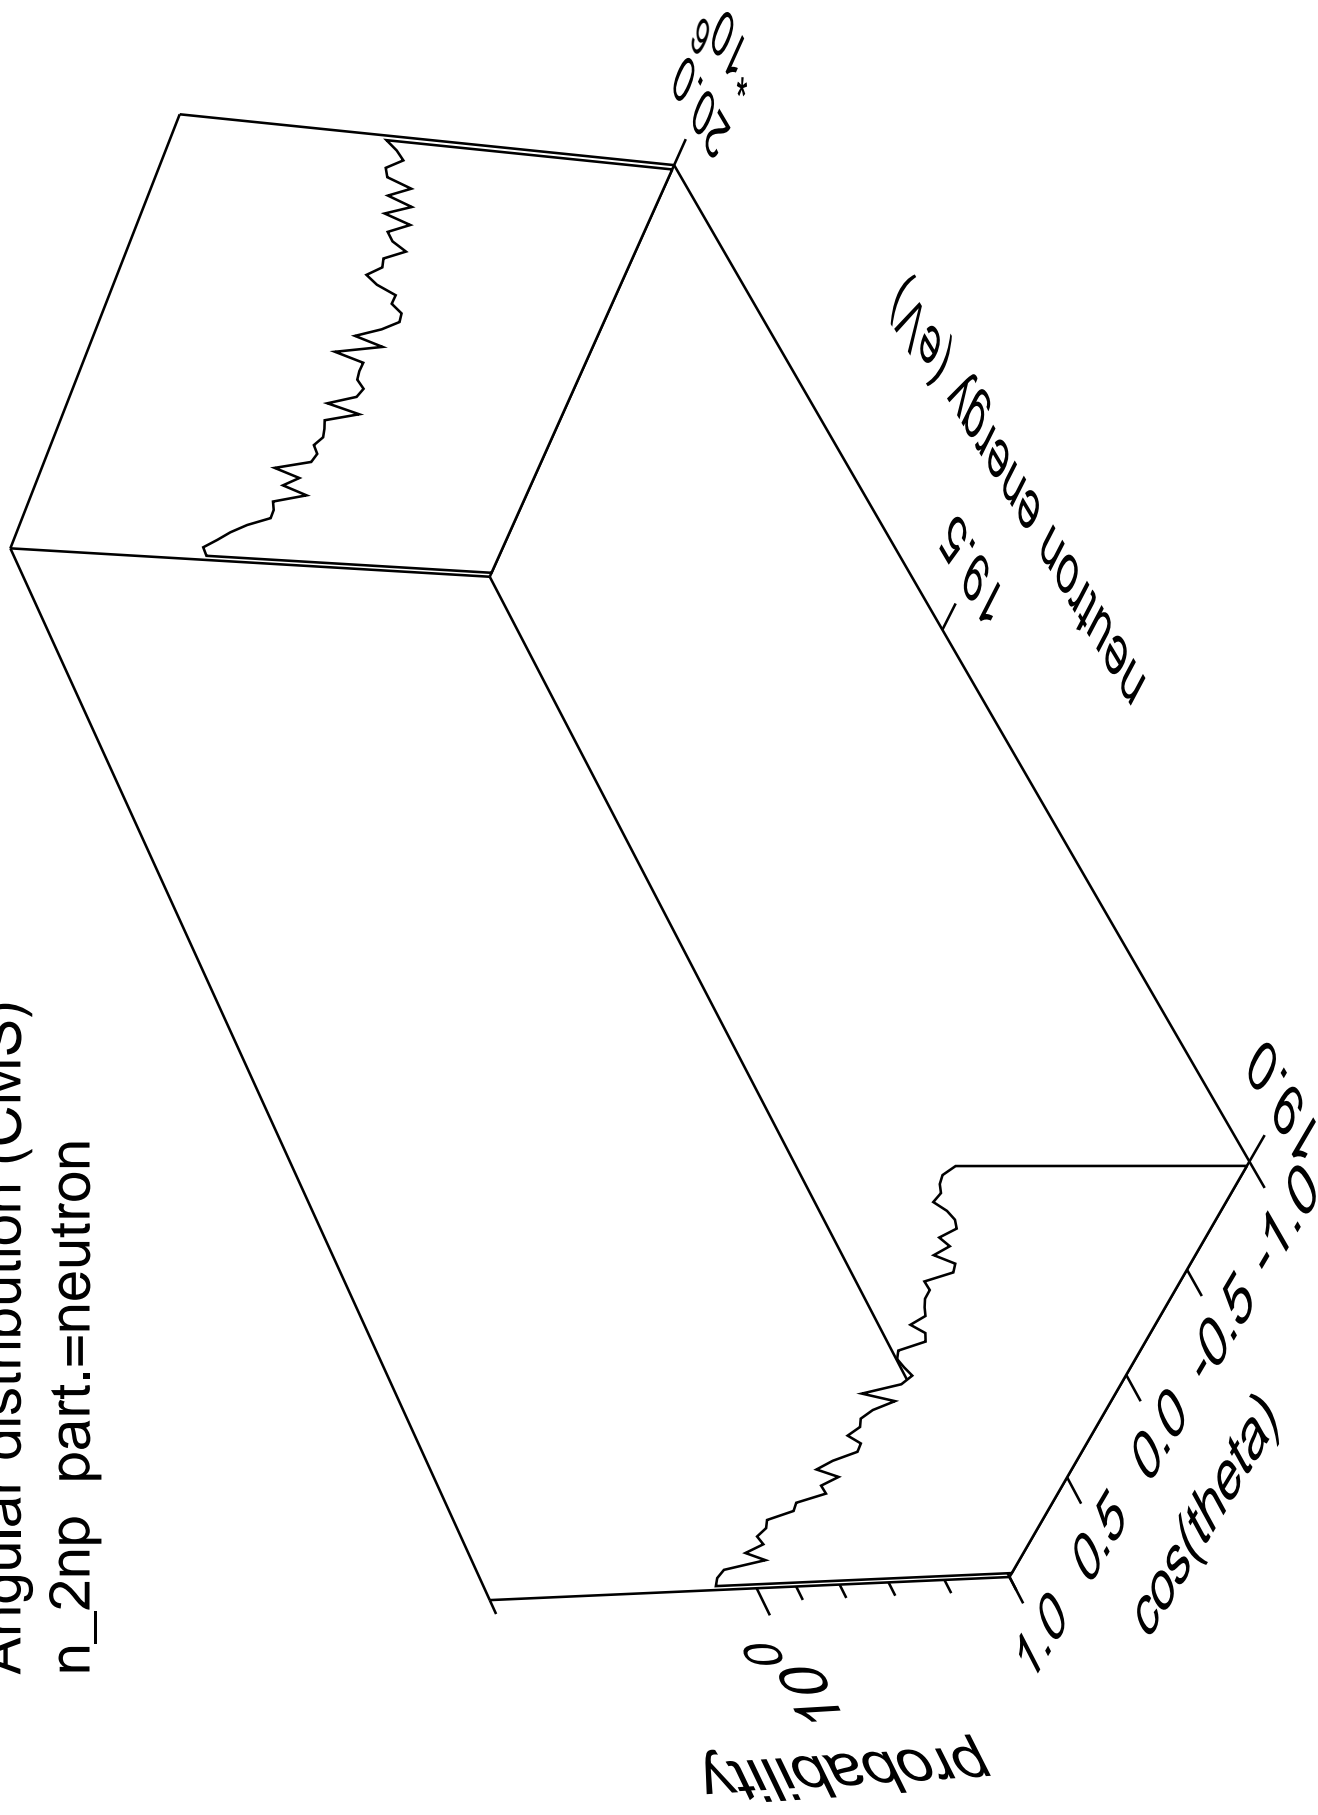 Angular distribution (CMS)
n_2np part.=neutron
probability
10 0
1.0
0.5
0.0
-0.5
-1.0
cos(theta)
19.0
19.5
20.0
* 10 6
neutron energy (eV)